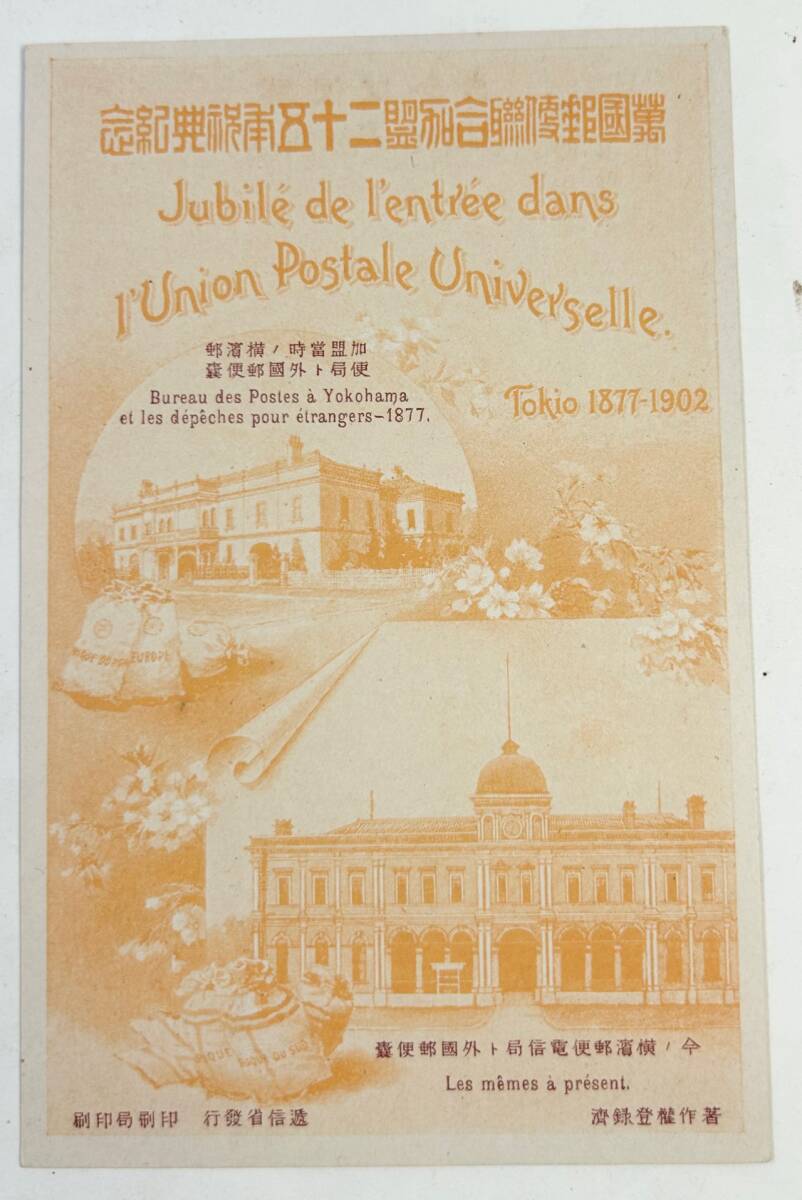 萬國郵便聯合加盟二十五年祝典紀念
Jubilé de l'entrée dans
l'Union Postale Universelle.
Tokio 1877-1902
加盟當時ノ橫濱郵
便局ト外國郵便囊
Bureau des Postes à Yokohama
et les dépêches pour étrangers-1877.
EUROPE
今ノ橫濱郵便電信局ト外國郵便囊
Les mêmes à présent.
DU SUD
著作權登錄濟
遞信省發行 印刷局印刷